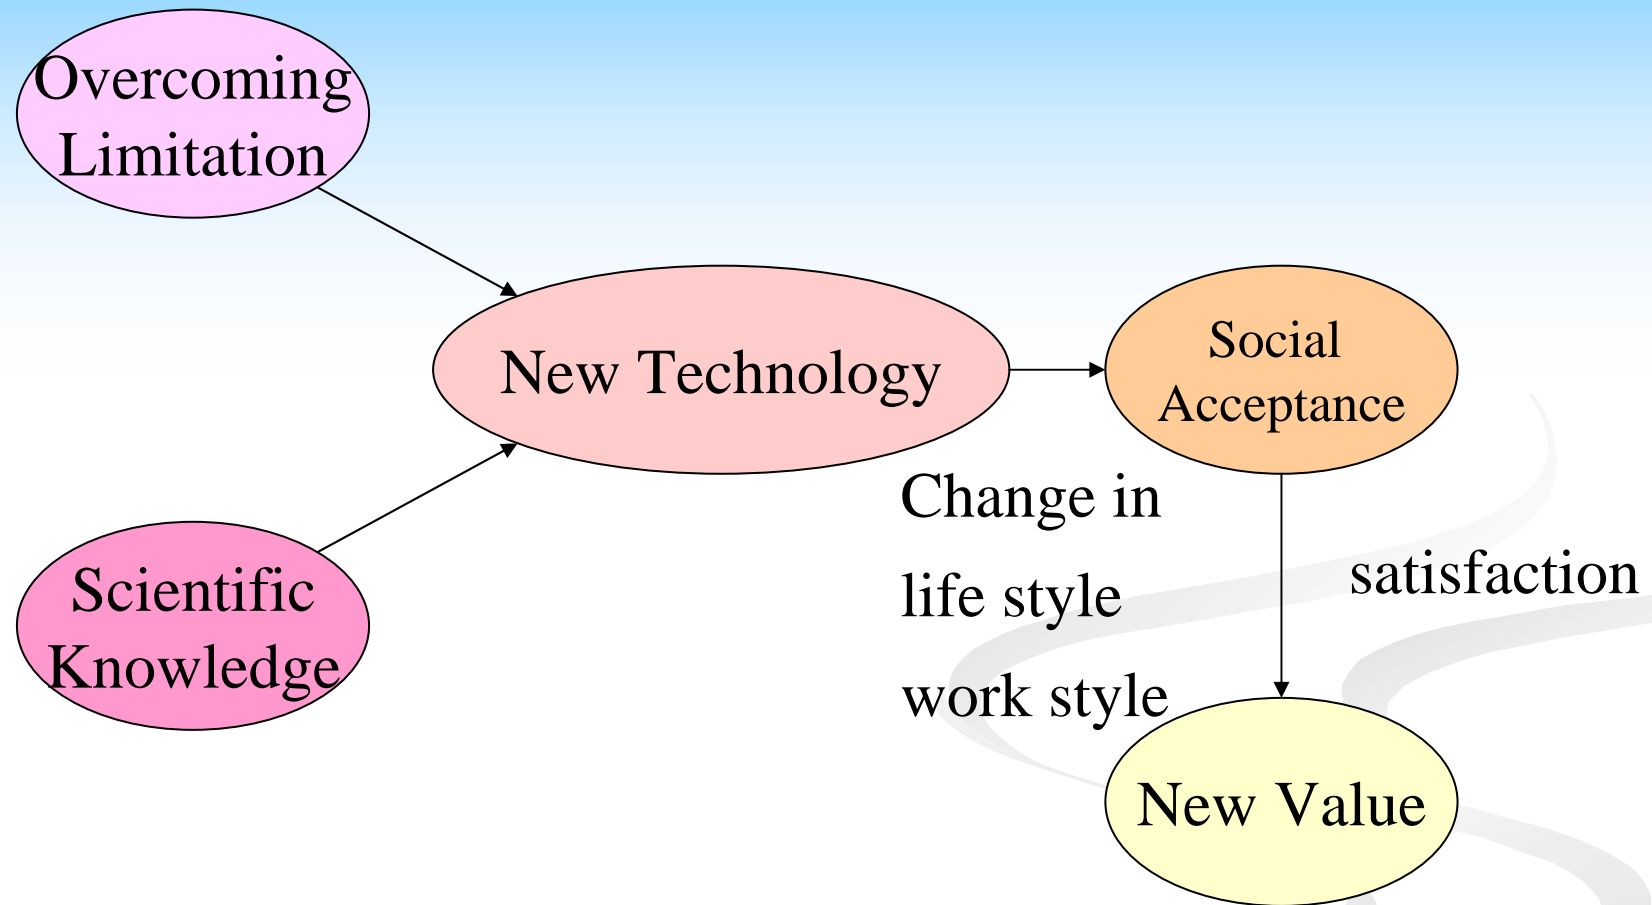 Overcoming
Limitation
New Technology
Social
Acceptance
Scientific
Knowledge
Change in
life style
work style
satisfaction
New Value